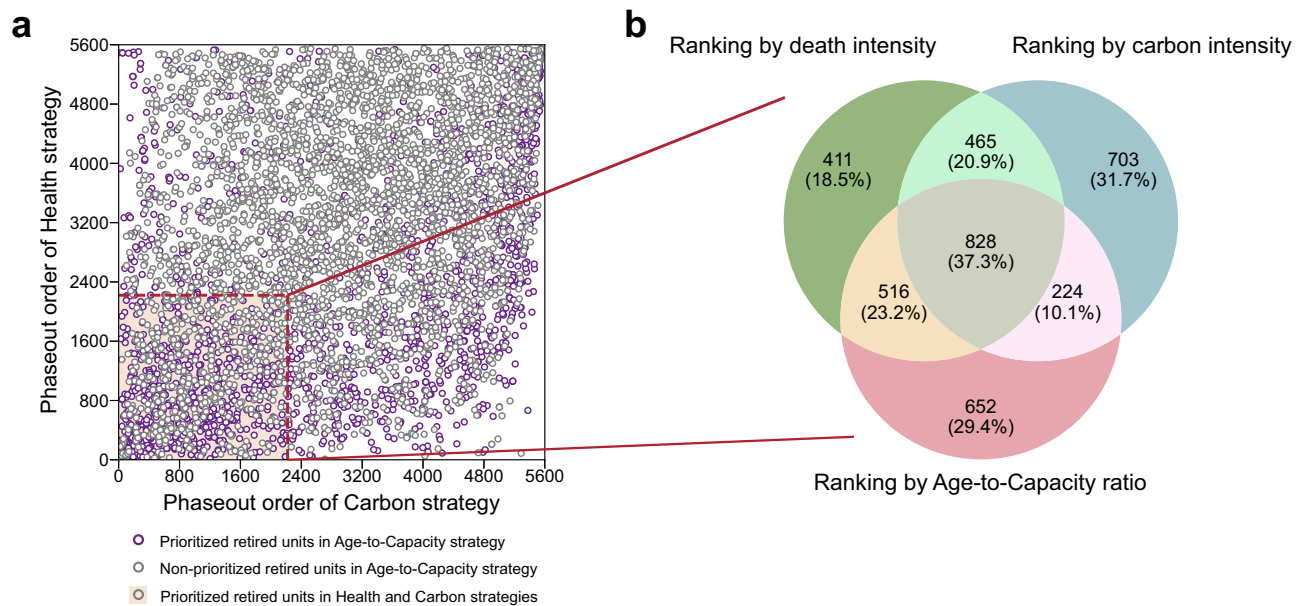 a
5600
4800
4000
3200
2400
1600
800
0
Phaseout order of Health strategy
0 800 1600 2400 3200 4000 4800 5600
Phaseout order of Carbon strategy
Prioritized retired units in Age-to-Capacity strategy
Non-prioritized retired units in Age-to-Capacity strategy
Prioritized retired units in Health and Carbon strategies
b
Ranking by death intensity
Ranking by carbon intensity
411
(18.5%)
465
(20.9%)
703
(31.7%)
828
(37.3%)
516
(23.2%)
224
(10.1%)
652
(29.4%)
Ranking by Age-to-Capacity ratio